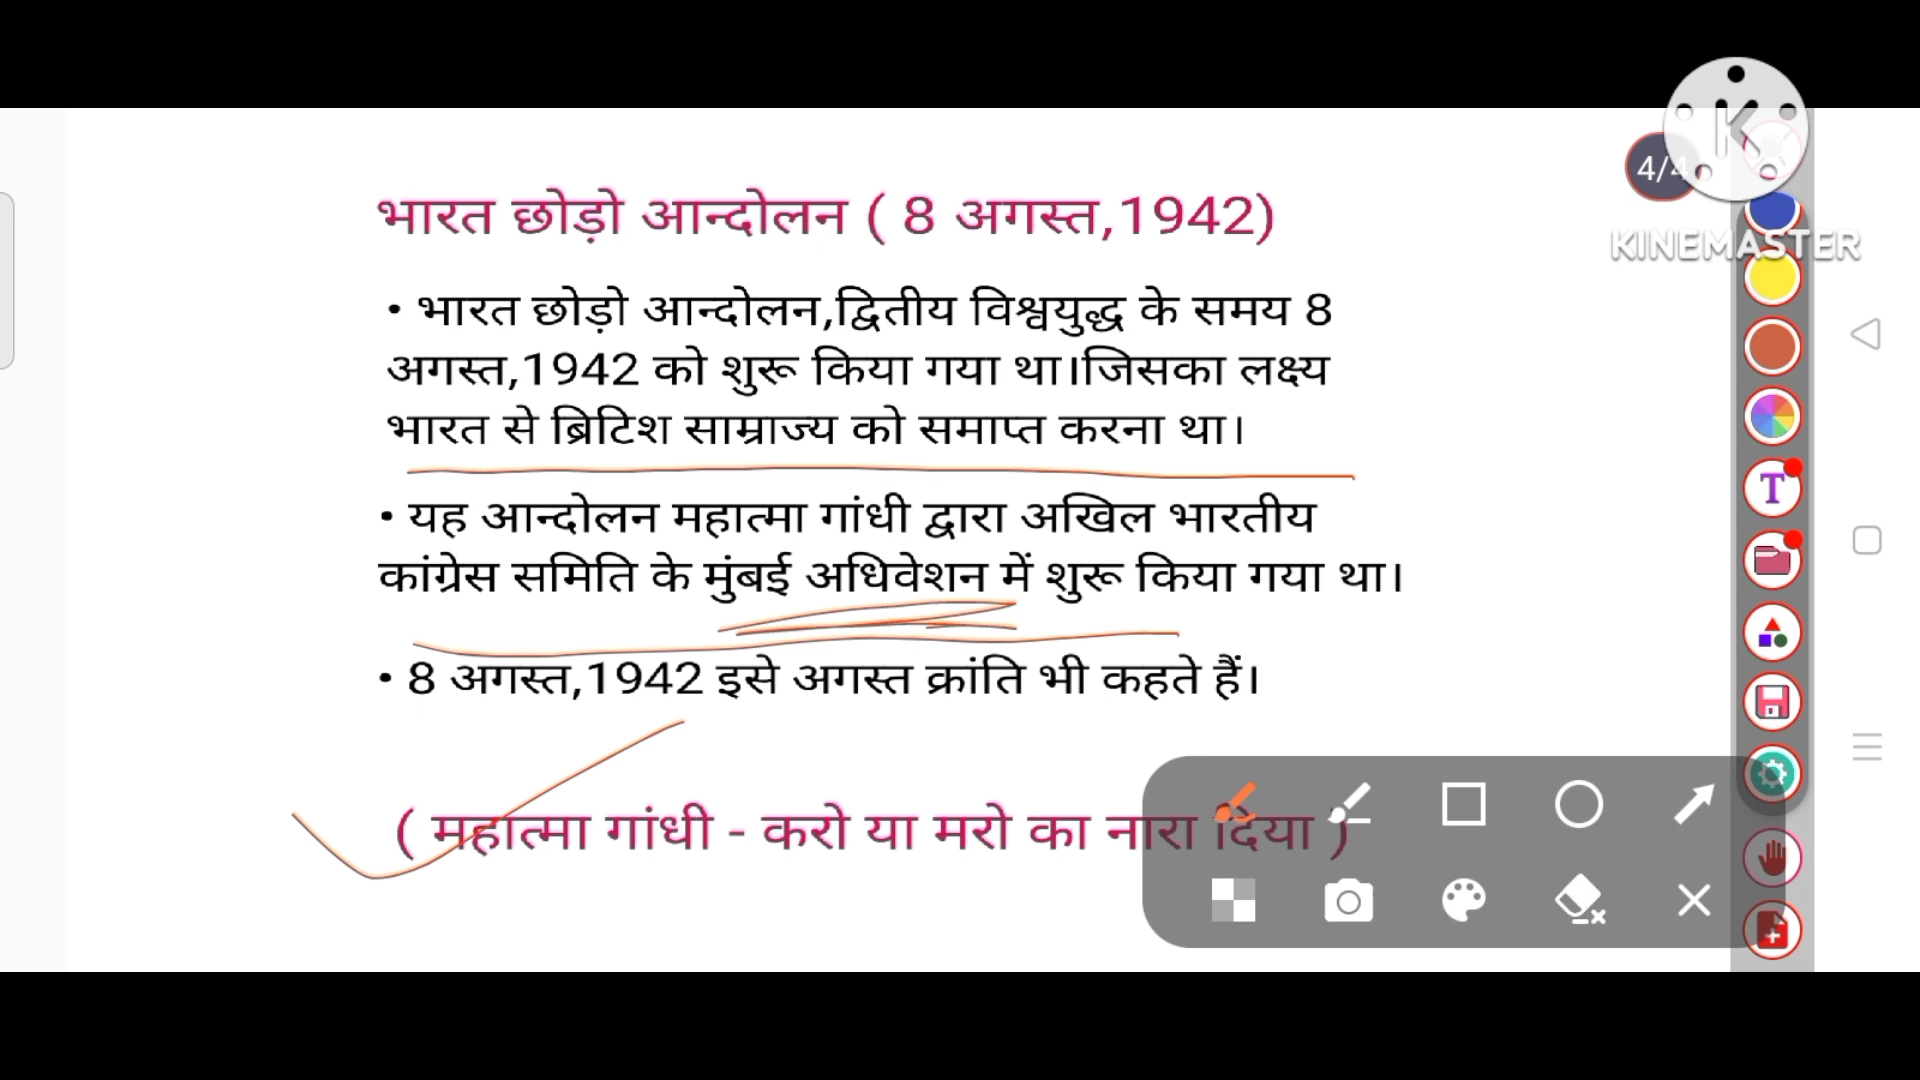 भारत छोड़ो आन्दोलन ( 8 अगस्त,1942)
• भारत छोड़ो आन्दोलन,द्वितीय विश्वयुद्ध के समय 8
अगस्त,1942 को शुरू किया गया था।जिसका लक्ष्य
भारत से ब्रिटिश साम्राज्य को समाप्त करना था।
• यह आन्दोलन महात्मा गांधी द्वारा अखिल भारतीय
कांग्रेस समिति के मुंबई अधिवेशन में शुरू किया गया था।
• 8 अगस्त,1942 इसे अगस्त क्रांति भी कहते हैं।
( महात्मा गांधी - करो या मरो का नारा दिया )
4/4
K
KINEMASTER
T